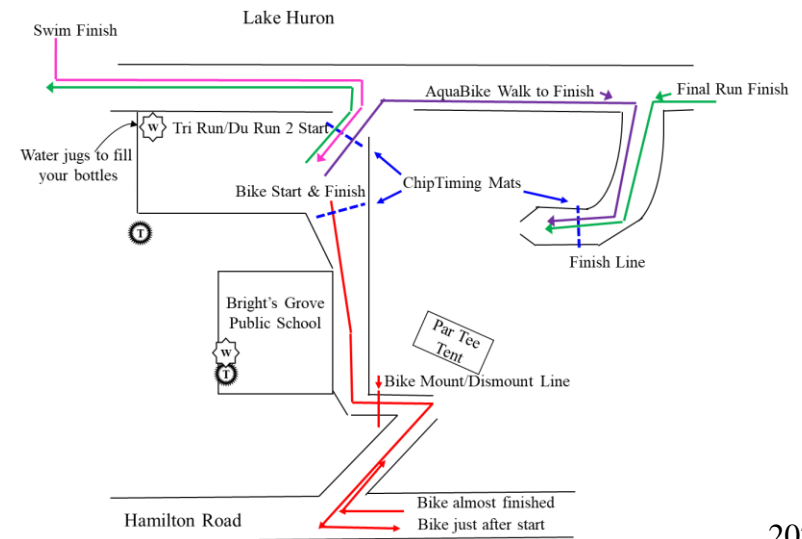 Lake Huron
Swim Finish
AquaBike Walk to Finish
Final Run Finish
W
Tri Run/Du Run 2 Start
Water jugs to fill
your bottles
Bike Start & Finish
ChipTiming Mats
T
Finish Line
Bright's Grove
Public School
Par Tee
Tent
W
T
Bike Mount/Dismount Line
Bike almost finished
Bike just after start
Hamilton Road